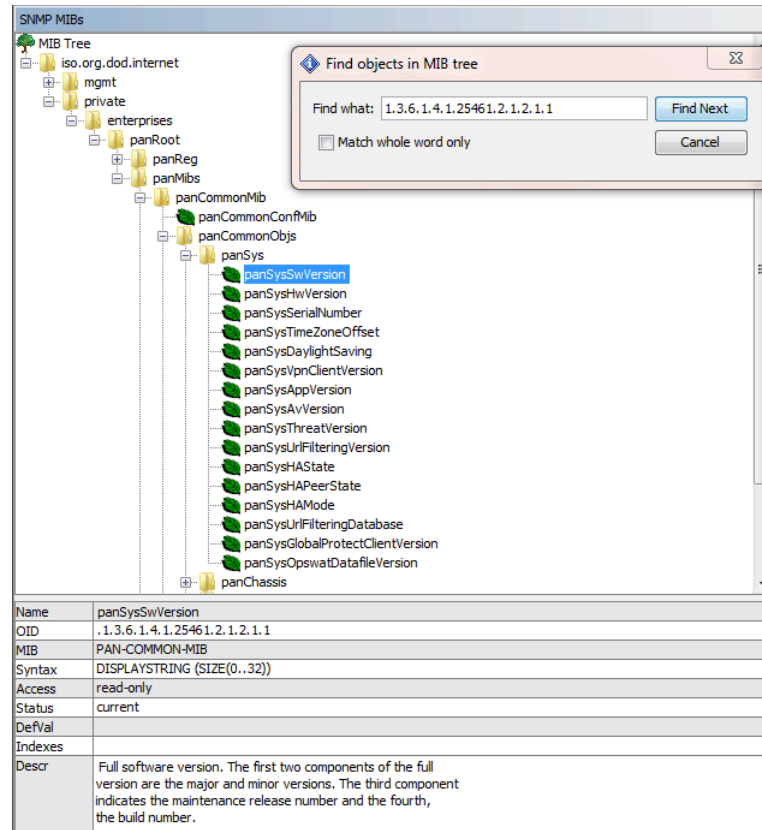 SNMP MIBs
MIB Tree
iso.org.dod.internet
mgmt
private
enterprises
panRoot
panReg
panMibs
panCommonMib
panCommonConfMib
panCommonObjs
panSys
panSysSwVersion
panSysHwVersion
panSysSerialNumber
panSysTimeZoneOffset
panSysDaylightSaving
panSysVpnClientVersion
panSysAppVersion
panSysAvVersion
panSysThreatVersion
panSysUrlFilteringVersion
panSysHAState
panSysHAPeerState
panSysHAMode
panSysUrlFilteringDatabase
panSysGlobalProtectClientVersion
panSysOpswatDatafileVersion
panChassis
Find objects in MIB tree
Find what: 1.3.6.1.4.1.25461.2.1.2.1.1 Find Next
Match whole word only Cancel
Name panSysSwVersion
OID .1.3.6.1.4.1.25461.2.1.2.1.1
MIB PAN-COMMON-MIB
Syntax DISPLAYSTRING (SIZE(0..32))
Access read-only
Status current
DefVal
Indexes
Descr Full software version. The first two components of the full
version are the major and minor versions. The third component
indicates the maintenance release number and the fourth,
the build number.